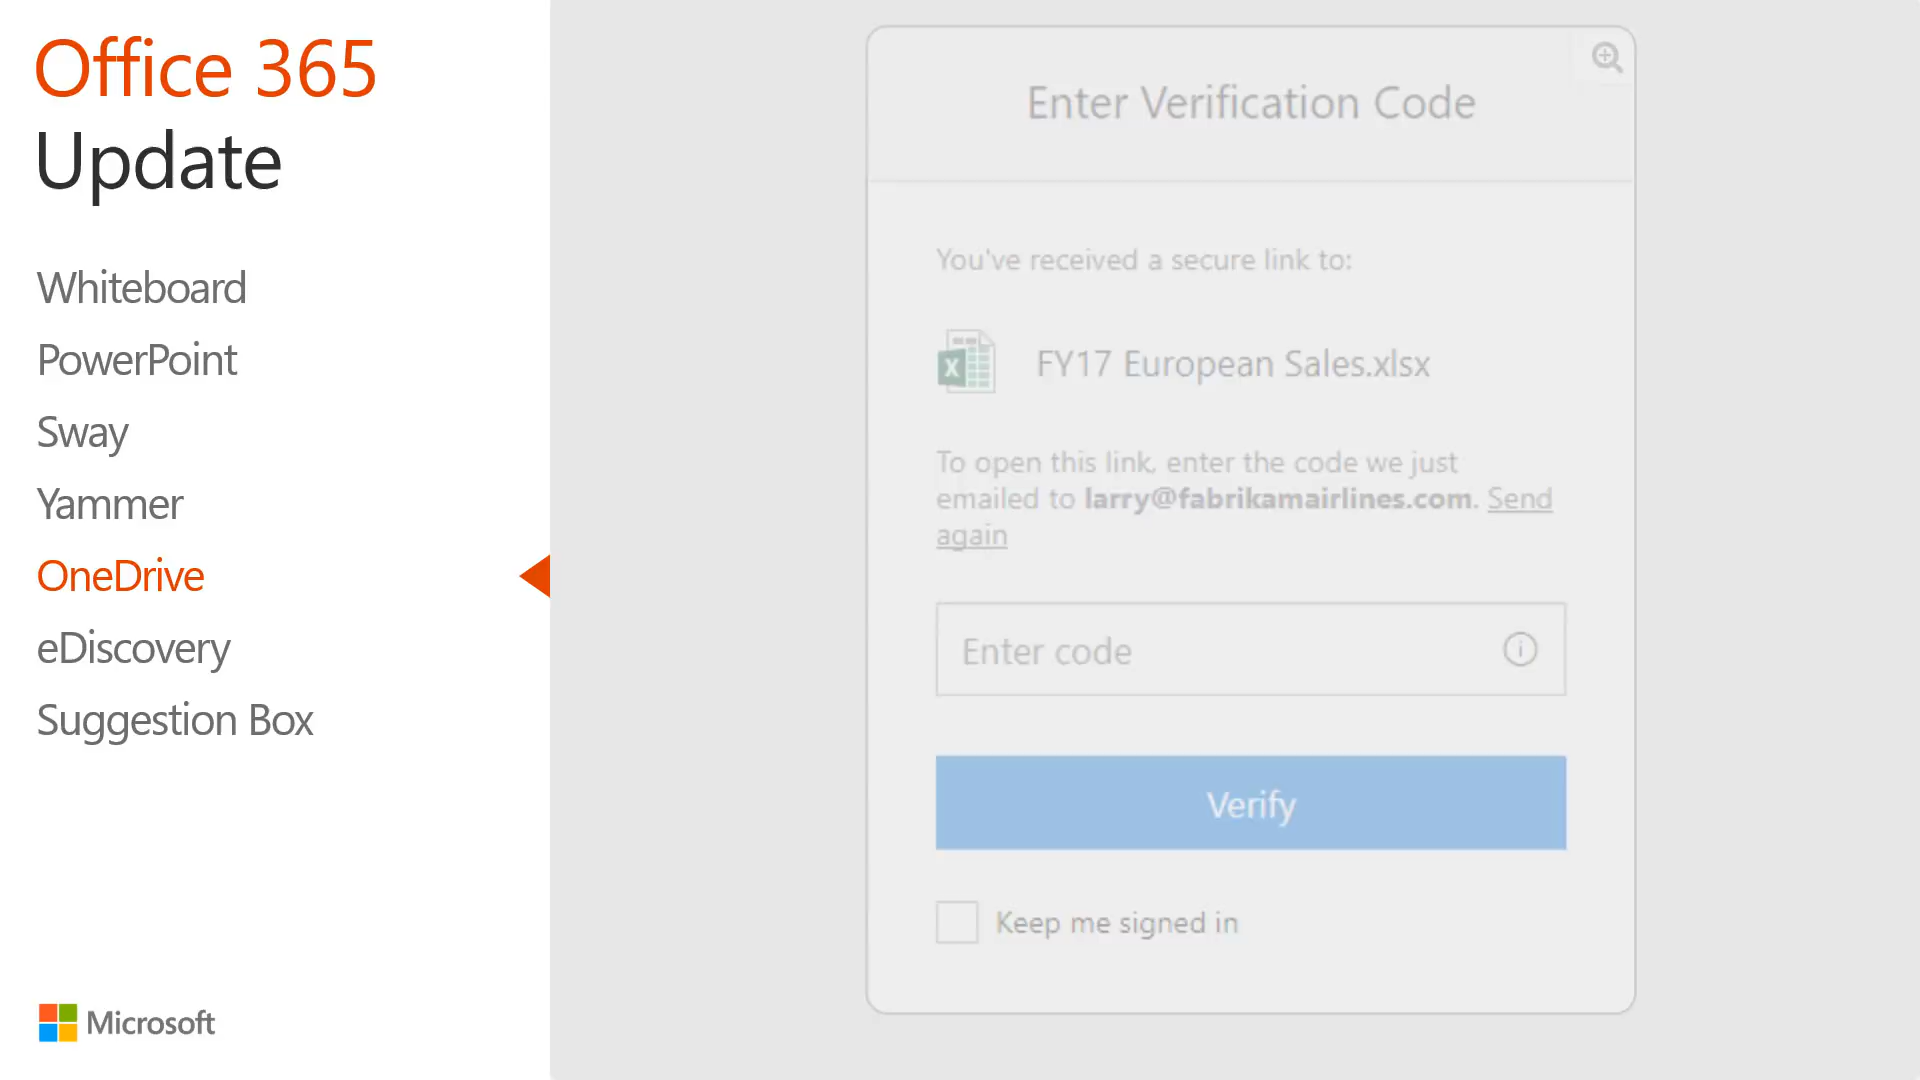 Office 365
Update
Whiteboard
PowerPoint
Sway
Yammer
OneDrive
eDiscovery
Suggestion Box
Microsoft
Enter Verification Code
You've received a secure link to:
FY17 European Sales.xlsx
To open this link, enter the code we just
emailed to larry@fabrikamairlines.com. Send
again
Enter code
Verify
Keep me signed in